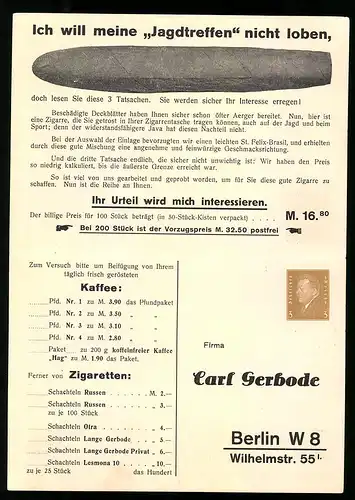 Ich will meine „Jagdtreffen" nicht loben,
doch lesen Sie diese 3 Tatsachen. Sie werden sicher Ihr Interesse erregen!
Beschädigte Deckblätter haben Ihnen sicher schon öfter Aerger bereitet. Nun, hier ist
eine Zigarre, die Sie getrost in Ihrer Zigarrentasche tragen können, auch auf der Jagd und beim
Sport; denn der widerstandsfähigere Java hat diesen Nachteil nicht.
Bei der Auswahl der Einlage bevorzugten wir einen leichten St. Felix-Brasil, und erhielten
durch diese gute Mischung eine angenehme und feinwürzige Geschmacksrichtung.
Und die dritte Tatsache endlich, die sicher nicht unwichtig ist: Wir haben den Preis
so niedrig kalkuliert, bis die äußerste Grenze erreicht war.
So ist viel von uns gearbeitet und geprobt worden, um für Sie diese gute Zigarre zu
schaffen. Nun ist die Reihe an Ihnen.
Ihr Urteil wird mich interessieren.
Der billige Preis für 100 Stück beträgt (in 50-Stück-Kisten verpackt) . . . . M. 16.80
Bei 200 Stück ist der Vorzugspreis M. 32.50 postfrei
Zum Versuch bitte um Beifügung von Ihrem
täglich frisch gerösteten
Kaffee:
........Pfd. Nr. 1 zu M. 3.90 das Pfundpaket
........Pfd. Nr. 2 zu M. 3.50 „ „
........Pfd. Nr. 3 zu M. 3.10 „ „
........Pfd. Nr. 4 zu M. 2.80 „ „
........Paket zu 200 g koffeinfreier Kaffee
„Hag" zu M. 1.90 das Paket.
Ferner von Zigaretten:
........Schachteln Russen . . . . . . M. 2.—
........Schachteln Russen . . . . . . „ 3.—
zu je 100 Stück
........Schachteln Oira . . . . . . . „ 4.—
........Schachteln Lange Gerbode . . . „ 5.—
........Schachteln Lange Gerbode Privat „ 6.—
........Schachteln Lesmona 10 . . . . „ 10.—
zu je 25 Stück das Hundert
3 3
Firma
Carl Gerbode
Berlin W 8
Wilhelmstr. 55 I.